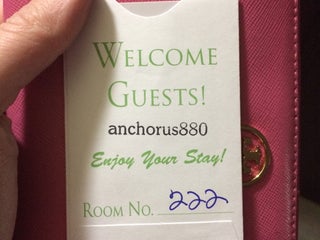 WELCOME
GUESTS!
anchorus880
Enjoy Your Stay!
ROOM NO. 222